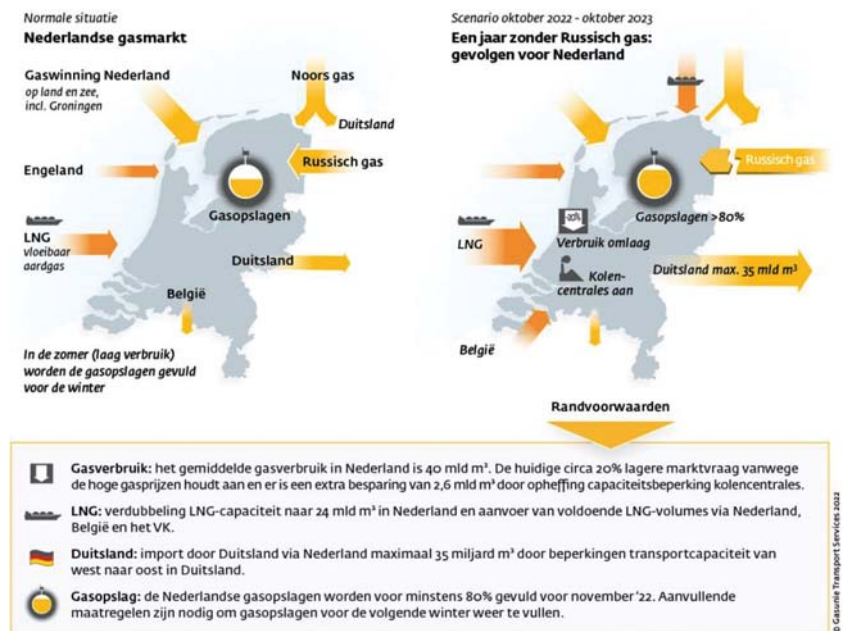 Normale situatie
Nederlandse gasmarkt
Gaswinning Nederland
op land en zee,
incl. Groningen
Noors gas
Duitsland
Engeland
Russisch gas
Gasopslagen
LNG
vloeibaar
aardgas
Duitsland
België
In de zomer (laag verbruik)
worden de gasopslagen gevuld
voor de winter
Scenario oktober 2022 - oktober 2023
Een jaar zonder Russisch gas:
gevolgen voor Nederland
Russisch gas
-20%
Gasopslagen >80%
LNG
Verbruik omlaag
Kolen-
centrales aan
Duitsland max. 35 mld m³
België
Randvoorwaarden
Gasverbruik: het gemiddelde gasverbruik in Nederland is 40 mld m³. De huidige circa 20% lagere marktvraag vanwege
de hoge gasprijzen houdt aan en er is een extra besparing van 2,6 mld m³ door opheffing capaciteitsbeperking kolencentrales.
LNG: verdubbeling LNG-capaciteit naar 24 mld m³ in Nederland en aanvoer van voldoende LNG-volumes via Nederland,
België en het VK.
Duitsland: import door Duitsland via Nederland maximaal 35 miljard m³ door beperkingen transportcapaciteit van
west naar oost in Duitsland.
Gasopslag: de Nederlandse gasopslagen worden voor minstens 80% gevuld voor november '22. Aanvullende
maatregelen zijn nodig om gasopslagen voor de volgende winter weer te vullen.
© Gasunie Transport Services 2022